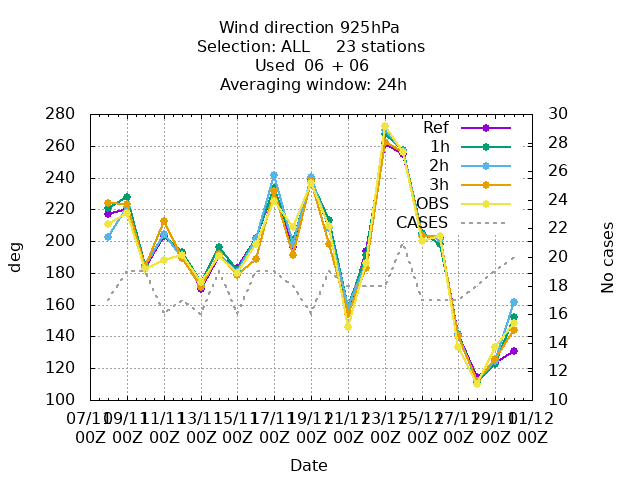 Wind direction 925hPa
Selection: ALL 23 stations
Used 06 + 06
Averaging window: 24h
280
260
240
220
200
180
160
140
120
100
30
28
26
24
22
20
18
16
14
12
10
Ref
1h
2h
3h
OBS
CASES
deg
No cases
07/11 09/11 11/11 13/11 15/11 17/11 19/11 21/11 23/11 25/11 27/11 29/11 01/12
00Z 00Z 00Z 00Z 00Z 00Z 00Z 00Z 00Z 00Z 00Z 00Z 00Z
Date